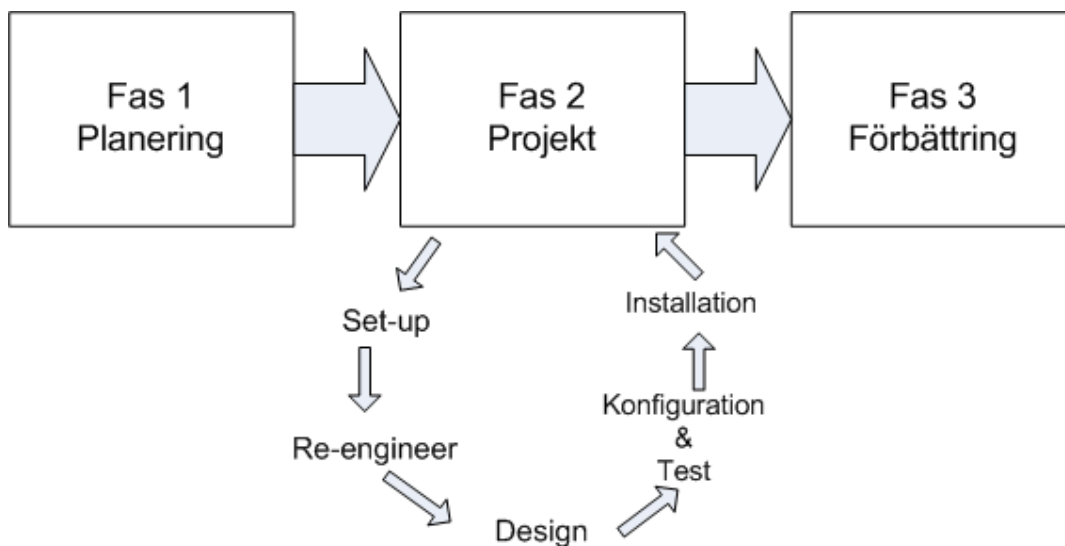 Fas 1
Planering
Fas 2
Projekt
Fas 3
Förbättring
Set-up
Re-engineer
Design
Konfiguration
&
Test
Installation